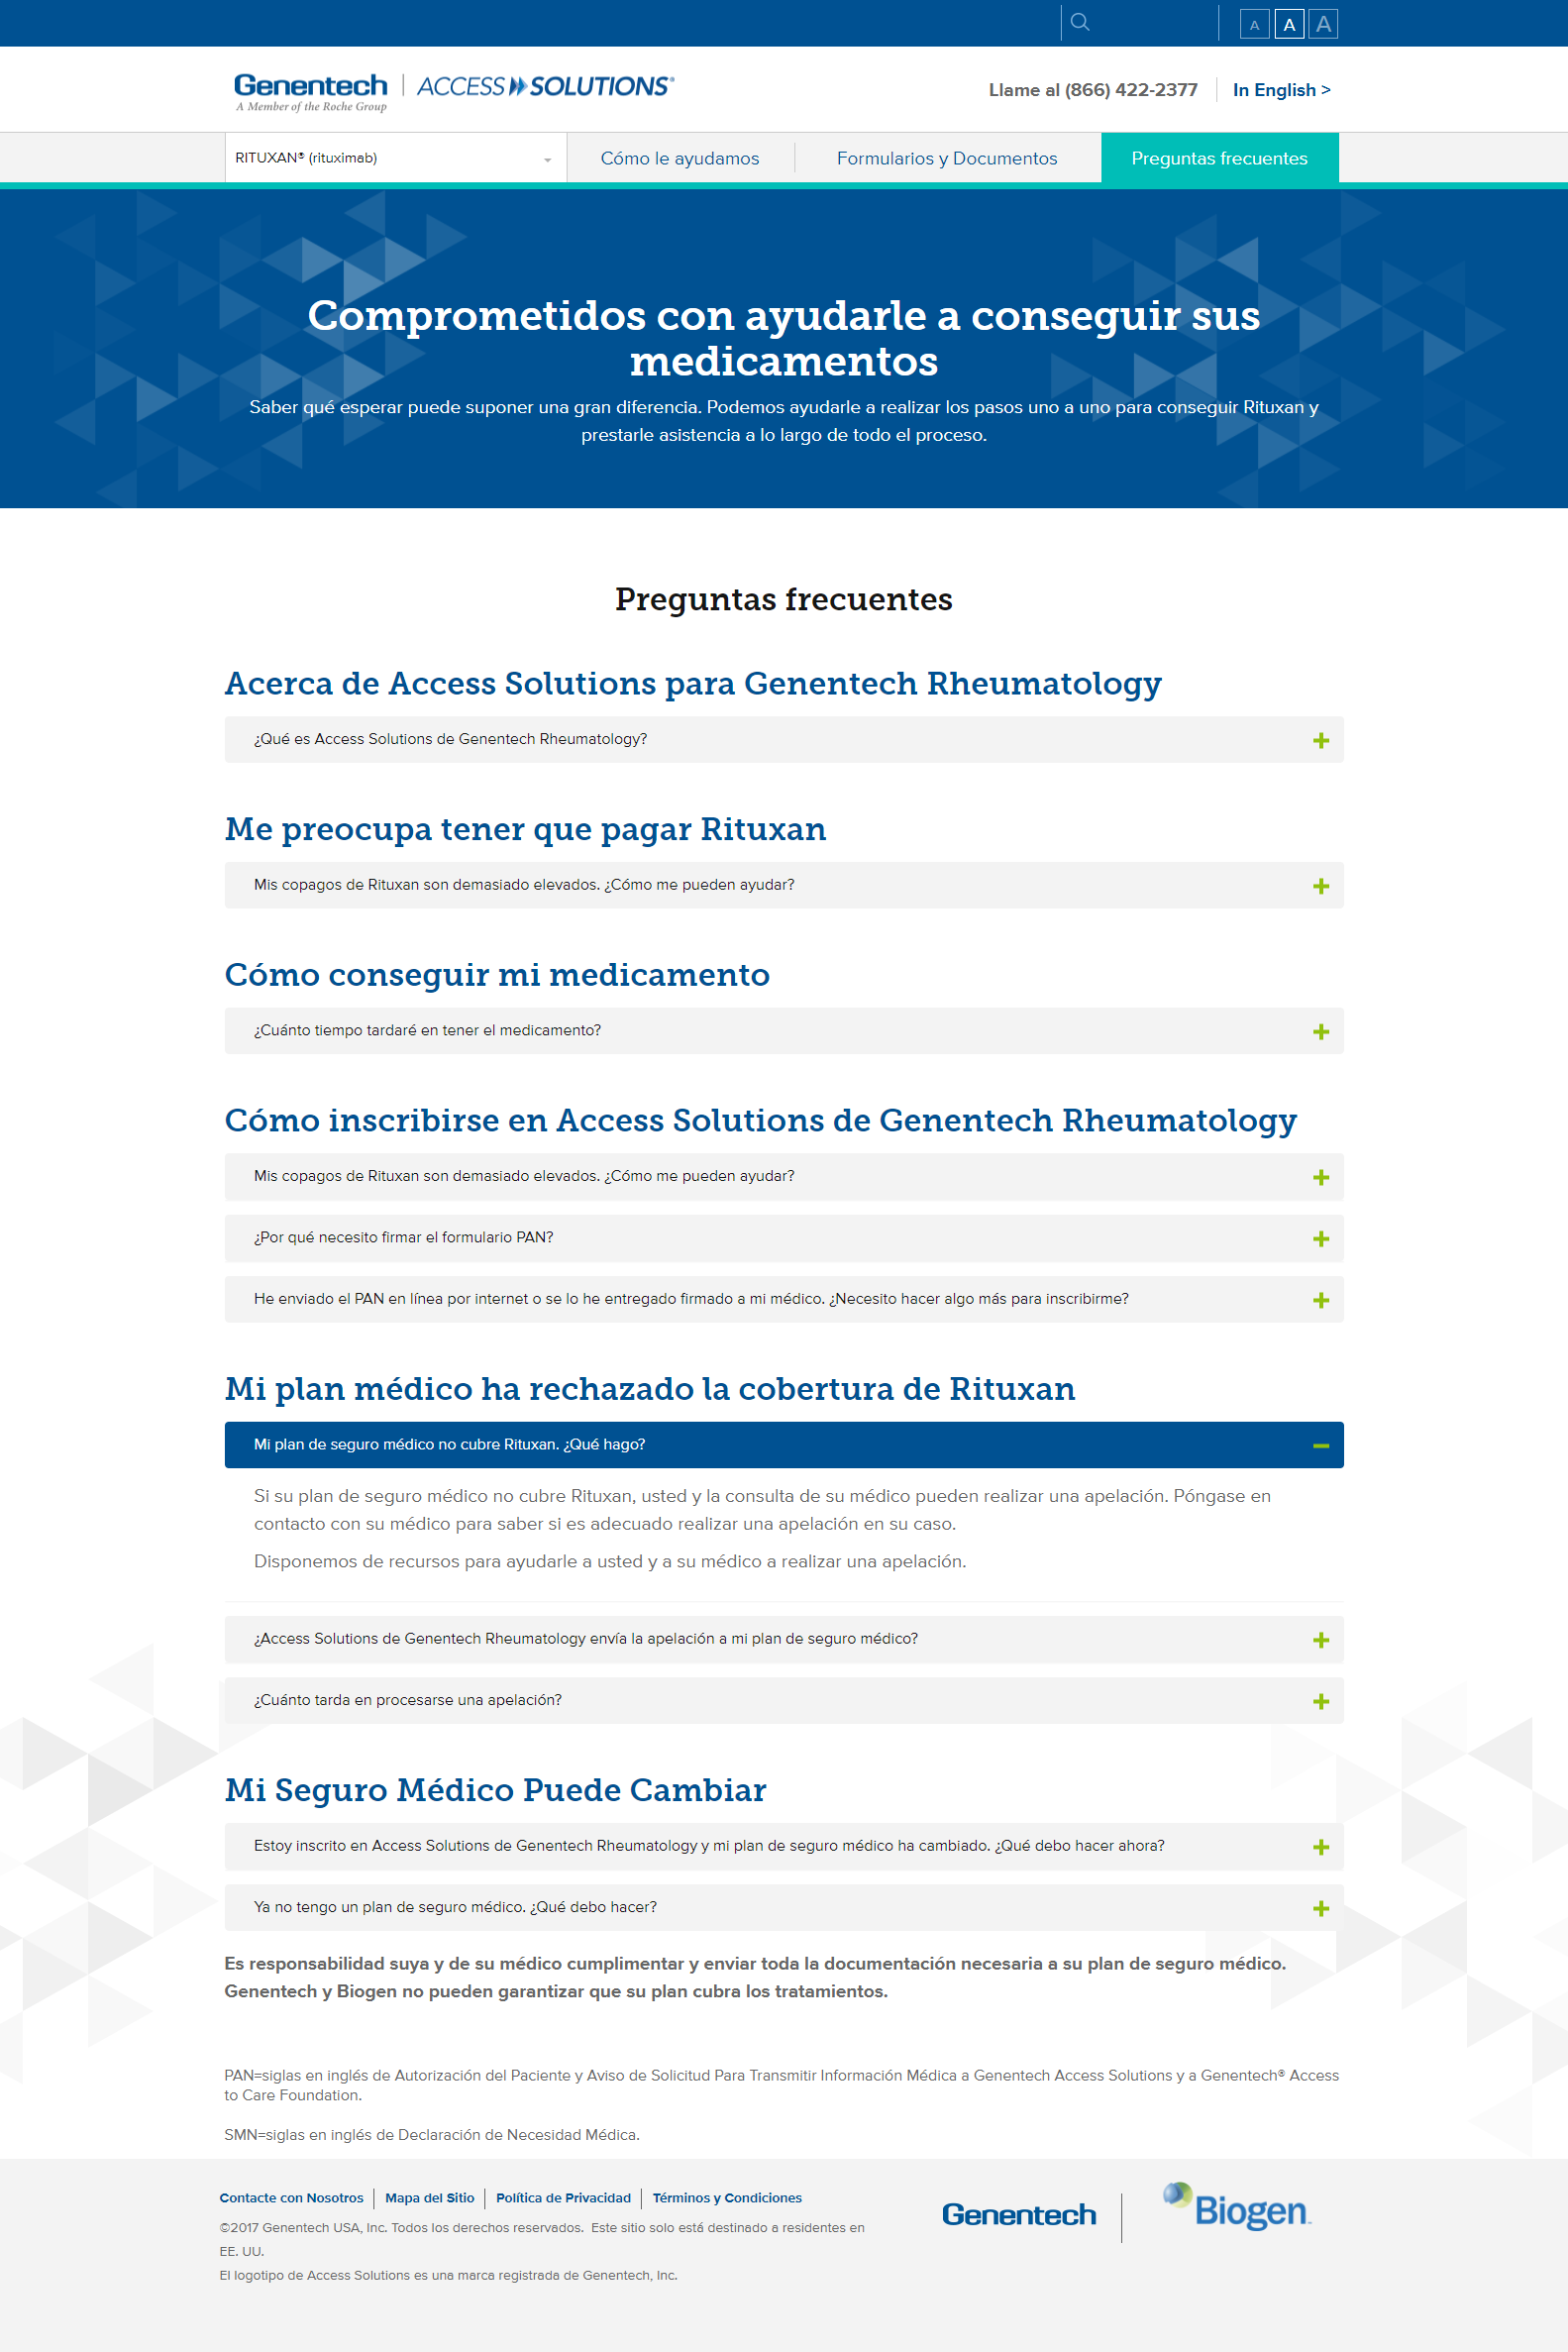 A A A
Genentech
A Member of the Roche Group
ACCESS SOLUTIONS®
Llame al (866) 422-2377
In English >
RITUXAN® (rituximab)
Cómo le ayudamos
Formularios y Documentos
Preguntas frecuentes
Comprometidos con ayudarle a conseguir sus
medicamentos
Saber qué esperar puede suponer una gran diferencia. Podemos ayudarle a realizar los pasos uno a uno para conseguir Rituxan y
prestarle asistencia a lo largo de todo el proceso.
Preguntas frecuentes
Acerca de Access Solutions para Genentech Rheumatology
¿Qué es Access Solutions de Genentech Rheumatology?
Me preocupa tener que pagar Rituxan
Mis copagos de Rituxan son demasiado elevados. ¿Cómo me pueden ayudar?
Cómo conseguir mi medicamento
¿Cuánto tiempo tardaré en tener el medicamento?
Cómo inscribirse en Access Solutions de Genentech Rheumatology
Mis copagos de Rituxan son demasiado elevados. ¿Cómo me pueden ayudar?
¿Por qué necesito firmar el formulario PAN?
He enviado el PAN en línea por internet o se lo he entregado firmado a mi médico. ¿Necesito hacer algo más para inscribirme?
Mi plan médico ha rechazado la cobertura de Rituxan
Mi plan de seguro médico no cubre Rituxan. ¿Qué hago?
Si su plan de seguro médico no cubre Rituxan, usted y la consulta de su médico pueden realizar una apelación. Póngase en
contacto con su médico para saber si es adecuado realizar una apelación en su caso.
Disponemos de recursos para ayudarle a usted y a su médico a realizar una apelación.
¿Access Solutions de Genentech Rheumatology envía la apelación a mi plan de seguro médico?
¿Cuánto tarda en procesarse una apelación?
Mi Seguro Médico Puede Cambiar
Estoy inscrito en Access Solutions de Genentech Rheumatology y mi plan de seguro médico ha cambiado. ¿Qué debo hacer ahora?
Ya no tengo un plan de seguro médico. ¿Qué debo hacer?
Es responsabilidad suya y de su médico cumplimentar y enviar toda la documentación necesaria a su plan de seguro médico.
Genentech y Biogen no pueden garantizar que su plan cubra los tratamientos.
PAN=siglas en inglés de Autorización del Paciente y Aviso de Solicitud Para Transmitir Información Médica a Genentech Access Solutions y a Genentech® Access
to Care Foundation.
SMN=siglas en inglés de Declaración de Necesidad Médica.
Contacte con Nosotros
Mapa del Sitio
Política de Privacidad
Términos y Condiciones
©2017 Genentech USA, Inc. Todos los derechos reservados. Este sitio solo está destinado a residentes en
EE. UU.
El logotipo de Access Solutions es una marca registrada de Genentech, Inc.
Genentech
Biogen